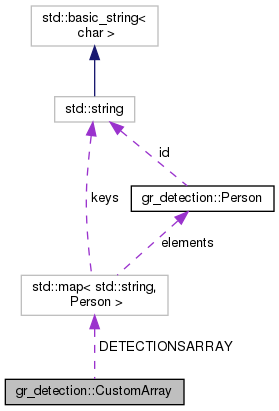 std::basic_string<
char >
std::string
id
gr_detection::Person
keys
elements
std::map< std::string,
Person >
DETECTIONSARRAY
gr_detection::CustomArray